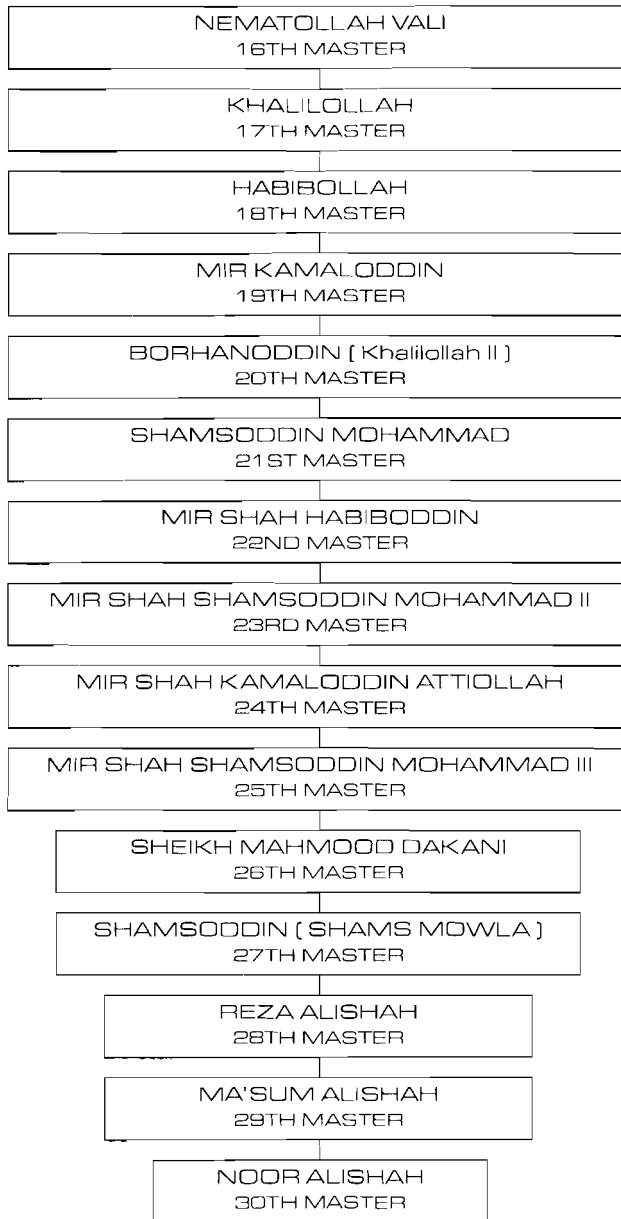 NEMATOLLAH VALI
16TH MASTER
KHALILOLLAH
17TH MASTER
HABIBOLLAH
18TH MASTER
MIR KAMALODDIN
19TH MASTER
BORHANODDIN ( Khalilollah II )
20TH MASTER
SHAMSODDIN MOHAMMAD
21ST MASTER
MIR SHAH HABIBODDIN
22ND MASTER
MIR SHAH SHAMSODDIN MOHAMMAD II
23RD MASTER
MIR SHAH KAMALODDIN ATTIOLLAH
24TH MASTER
MIR SHAH SHAMSODDIN MOHAMMAD III
25TH MASTER
SHEIKH MAHMOOD DAKANI
26TH MASTER
SHAMSODDIN ( SHAMS MOWLA )
27TH MASTER
REZA ALISHAH
28TH MASTER
MA'SUM ALISHAH
29TH MASTER
NOOR ALISHAH
30TH MASTER